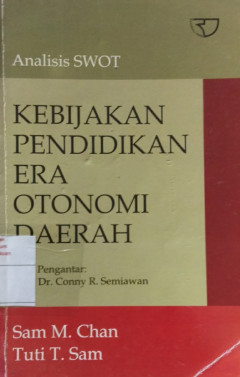 Analisis SWOT
KEBIJAKAN
PENDIDIKAN
ERA
OTONOMI
DAERAH
Pengantar:
Dr. Conny R. Semiawan
Sam M. Chan
Tuti T. Sam